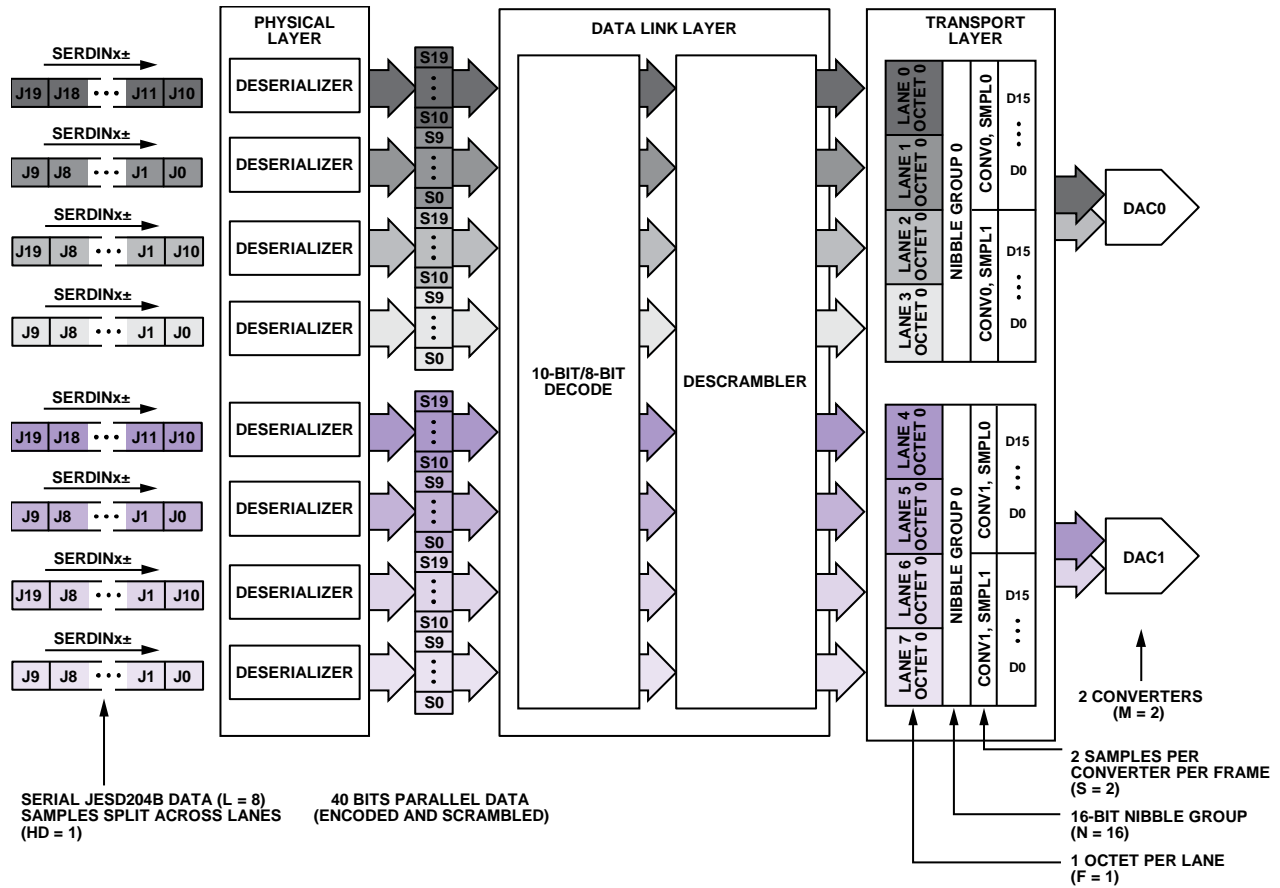 PHYSICAL
LAYER
DATA LINK LAYER
TRANSPORT
LAYER
SERDINx±
J19 J18 ••• J11 J10
SERDINx±
J9 J8 ••• J1 J0
SERDINx±
J19 J8 ••• J1 J10
SERDINx±
J9 J8 ••• J1 J0
SERDINx±
J19 J18 ••• J11 J10
SERDINx±
J9 J8 ••• J1 J0
SERDINx±
J19 J8 ••• J1 J10
SERDINx±
J9 J8 ••• J1 J0
DESERIALIZER
DESERIALIZER
DESERIALIZER
DESERIALIZER
DESERIALIZER
DESERIALIZER
DESERIALIZER
DESERIALIZER
S19
S10
S9
S0
S19
S10
S9
S0
S19
S10
S9
S0
S19
S10
S9
S0
10-BIT/8-BIT
DECODE
DESCRAMBLER
LANE 0
OCTET 0
LANE 1
OCTET 0
LANE 2
OCTET 0
LANE 3
OCTET 0
NIBBLE GROUP 0
CONV0, SMPL0
CONV0, SMPL1
D15
D0
D15
D0
DAC0
LANE 4
OCTET 0
LANE 5
OCTET 0
LANE 6
OCTET 0
LANE 7
OCTET 0
NIBBLE GROUP 0
CONV1, SMPL0
CONV1, SMPL1
D15
D0
D15
D0
DAC1
2 CONVERTERS
(M = 2)
2 SAMPLES PER
CONVERTER PER FRAME
(S = 2)
16-BIT NIBBLE GROUP
(N = 16)
1 OCTET PER LANE
(F = 1)
SERIAL JESD204B DATA (L = 8)
SAMPLES SPLIT ACROSS LANES
(HD = 1)
40 BITS PARALLEL DATA
(ENCODED AND SCRAMBLED)